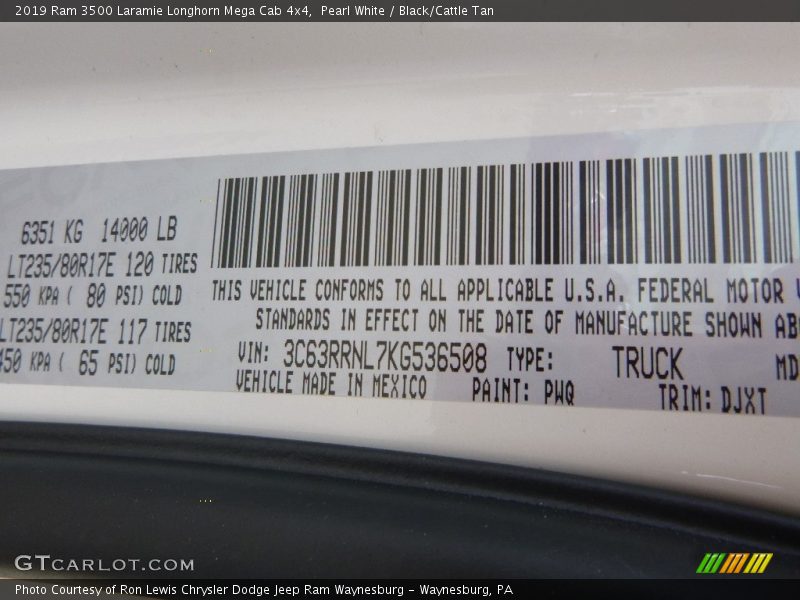 2019 Ram 3500 Laramie Longhorn Mega Cab 4x4, Pearl White / Black/Cattle Tan
6351 KG 14000 LB
LT235/80R17E 120 TIRES
550 KPA ( 80 PSI) COLD
LT235/80R17E 117 TIRES
450 KPA ( 65 PSI) COLD
THIS VEHICLE CONFORMS TO ALL APPLICABLE U.S.A. FEDERAL MOTOR
STANDARDS IN EFFECT ON THE DATE OF MANUFACTURE SHOWN AB
VIN: 3C63RRNL7KG536508 TYPE: TRUCK MD
VEHICLE MADE IN MEXICO PAINT: PWQ TRIM: DJXT
GTCARLOT.COM
Photo Courtesy of Ron Lewis Chrysler Dodge Jeep Ram Waynesburg - Waynesburg, PA